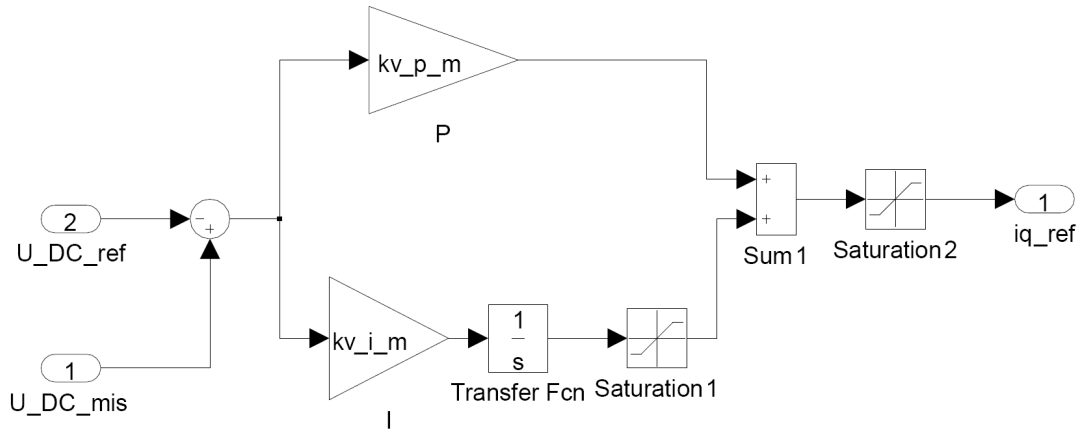 kv_p_m
P
+
2
-
+
1
U_DC_ref
+
iq_ref
Sum1
Saturation2
kv_i_m
1
s
1
Transfer Fcn
Saturation1
U_DC_mis
I